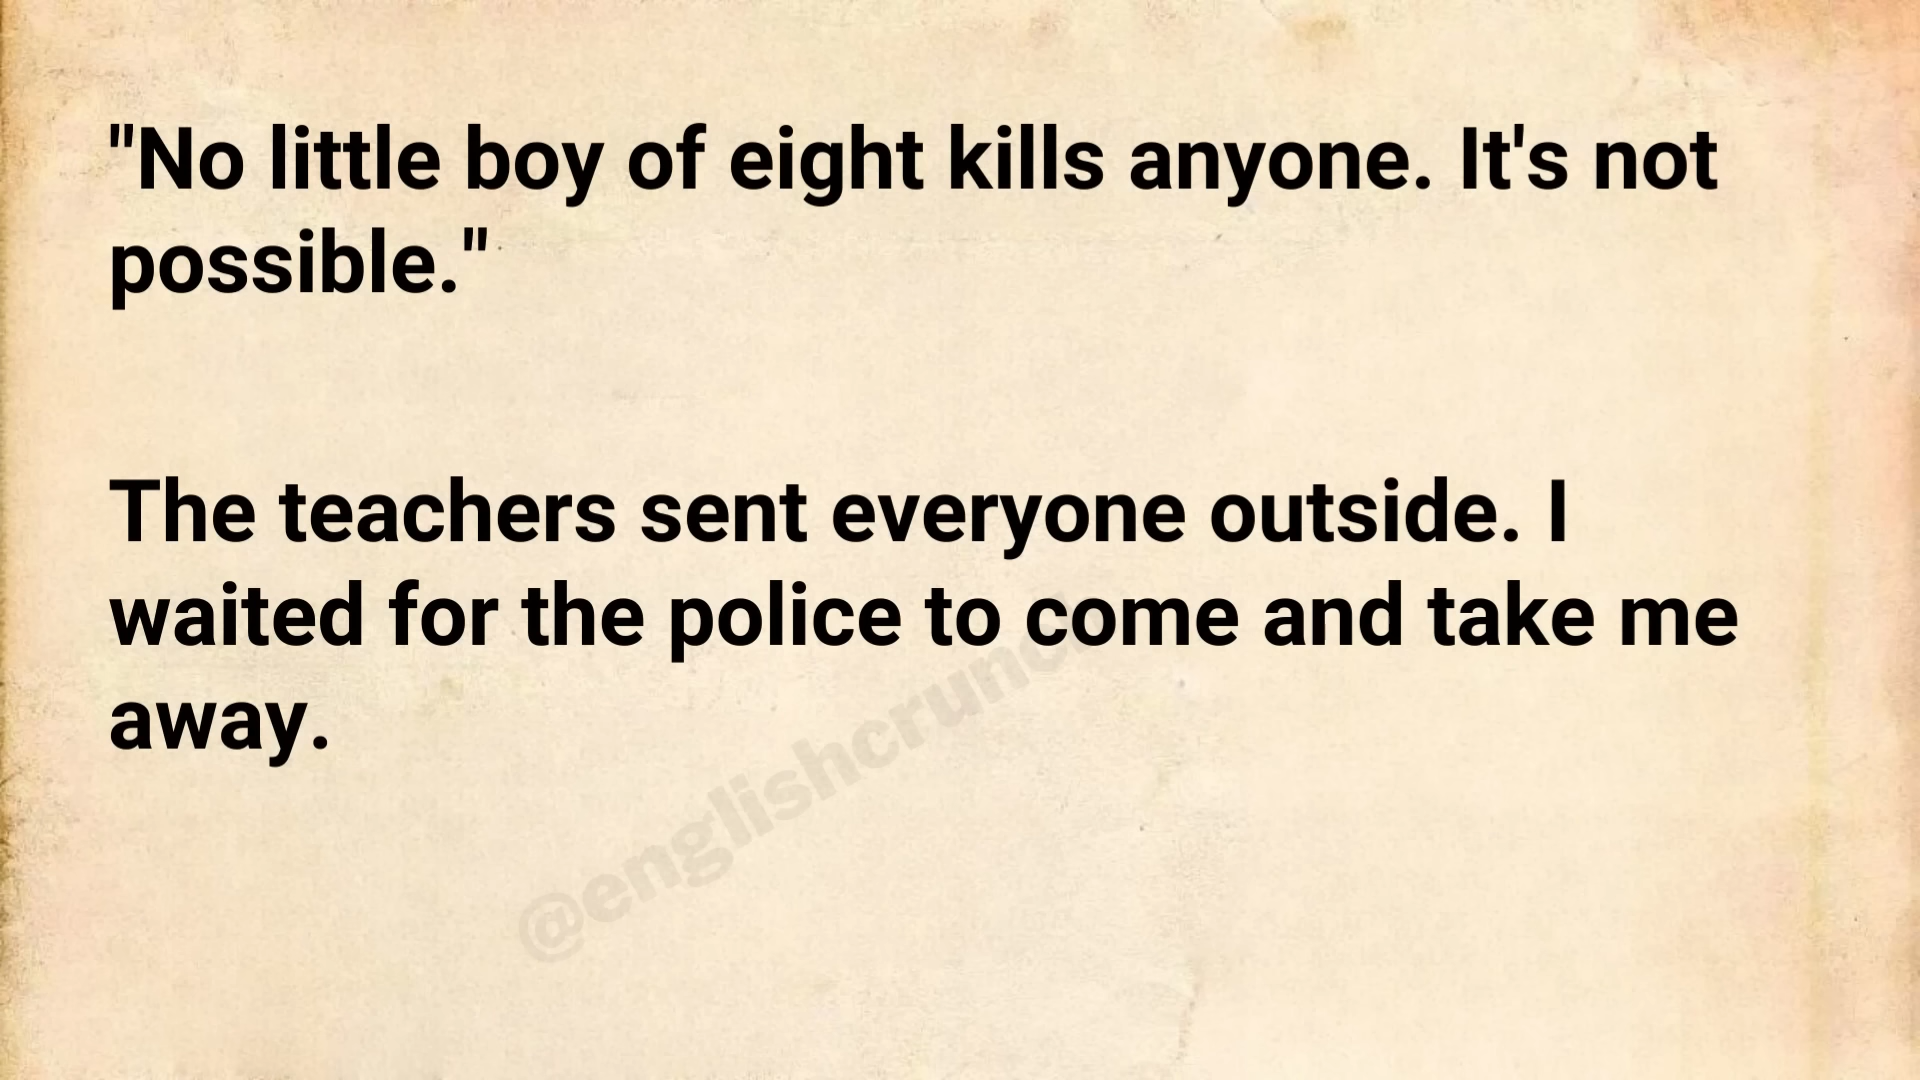 "No little boy of eight kills anyone. It's not
possible."
The teachers sent everyone outside. I
waited for the police to come and take me
away.